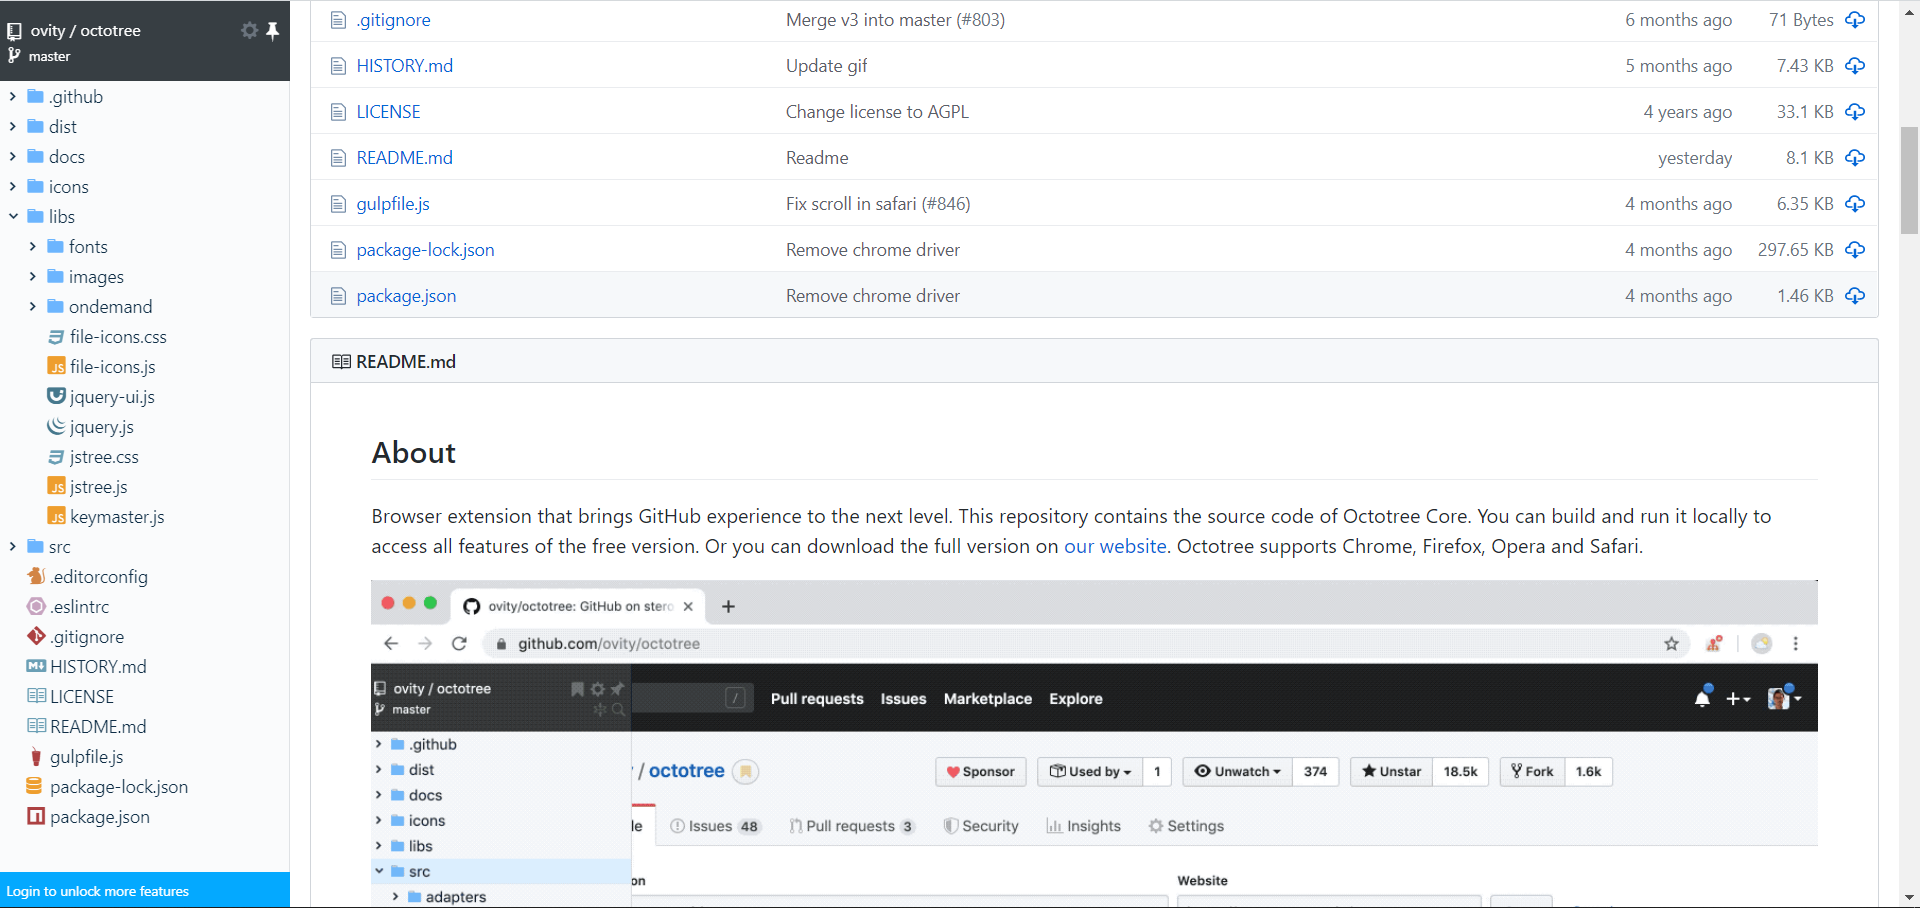 ovity / octotree
master
.github
dist
docs
icons
libs
fonts
images
ondemand
file-icons.css
file-icons.js
jquery-ui.js
jquery.js
jstree.css
jstree.js
keymaster.js
src
.editorconfig
.eslintrc
.gitignore
HISTORY.md
LICENSE
README.md
gulpfile.js
package-lock.json
package.json
Login to unlock more features
.gitignore Merge v3 into master (#803) 6 months ago 71 Bytes
HISTORY.md Update gif 5 months ago 7.43 KB
LICENSE Change license to AGPL 4 years ago 33.1 KB
README.md Readme yesterday 8.1 KB
gulpfile.js Fix scroll in safari (#846) 4 months ago 6.35 KB
package-lock.json Remove chrome driver 4 months ago 297.65 KB
package.json Remove chrome driver 4 months ago 1.46 KB
README.md
About
Browser extension that brings GitHub experience to the next level. This repository contains the source code of Octotree Core. You can build and run it locally to
access all features of the free version. Or you can download the full version on our website. Octotree supports Chrome, Firefox, Opera and Safari.
ovity/octotree: GitHub on stero
github.com/ovity/octotree
ovity / octotree
master
/ Pull requests Issues Marketplace Explore
.github
dist
docs
icons
libs
src
adapters
/ octotree Sponsor Used by 1 Unwatch 374 Unstar 18.5k Fork 1.6k
le Issues 48 Pull requests 3 Security Insights Settings
on Website